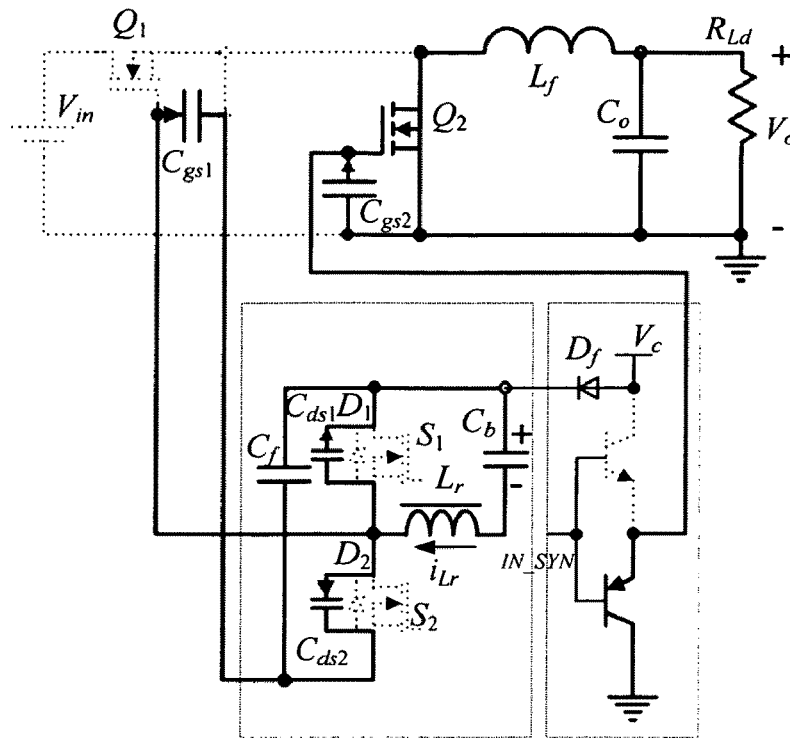 Q1
Vin
Cgs1
Q2
Cgs2
Lf
Co
RLd
+
Vo
-
Df
Vc
Cf
Cds1
D1
S1
Cb
+
-
Lr
iLr
D2
S2
Cds2
IN_SYN